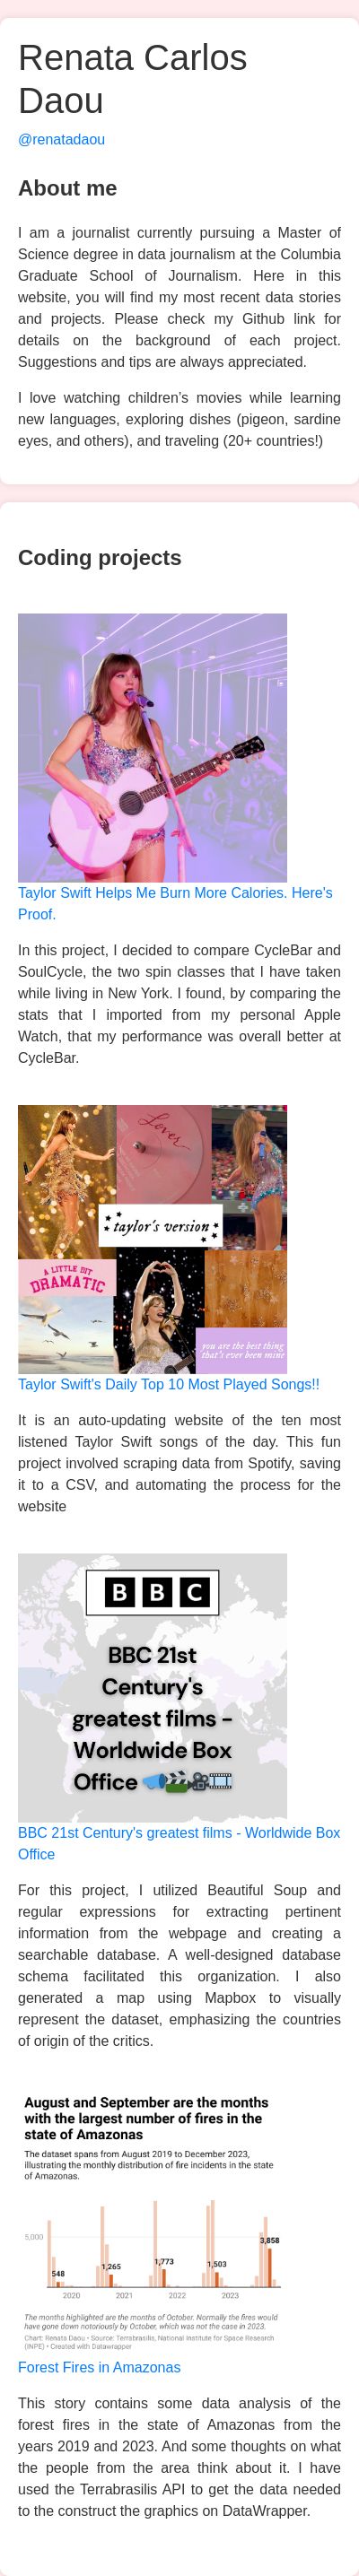 Renata Carlos
Daou
@renatadaou
About me
I am a journalist currently pursuing a Master of
Science degree in data journalism at the Columbia
Graduate School of Journalism. Here in this
website, you will find my most recent data stories
and projects. Please check my Github link for
details on the background of each project.
Suggestions and tips are always appreciated.
I love watching children’s movies while learning
new languages, exploring dishes (pigeon, sardine
eyes, and others), and traveling (20+ countries!)
Coding projects
Taylor Swift Helps Me Burn More Calories. Here's
Proof.
In this project, I decided to compare CycleBar and
SoulCycle, the two spin classes that I have taken
while living in New York. I found, by comparing the
stats that I imported from my personal Apple
Watch, that my performance was overall better at
CycleBar.
Lover
taylor's version
A LITTLE BIT
DRAMATIC
you are the best thing
that's ever been mine
Taylor Swift's Daily Top 10 Most Played Songs!!
It is an auto-updating website of the ten most
listened Taylor Swift songs of the day. This fun
project involved scraping data from Spotify, saving
it to a CSV, and automating the process for the
website
BBC
BBC 21st
Century's
greatest films -
Worldwide Box
Office
BBC 21st Century's greatest films - Worldwide Box
Office
For this project, I utilized Beautiful Soup and
regular expressions for extracting pertinent
information from the webpage and creating a
searchable database. A well-designed database
schema facilitated this organization. I also
generated a map using Mapbox to visually
represent the dataset, emphasizing the countries
of origin of the critics.
August and September are the months
with the largest number of fires in the
state of Amazonas
The dataset spans from August 2019 to December 2023,
illustrating the monthly distribution of fire incidents in the state
of Amazonas.
5,000
548
1,265
1,773
1,503
3,858
2020 2021 2022 2023
The months highlighted are the months of October. Normally the fires would
have gone down notoriously by October, which was not the case in 2023.
Chart: Renata Daou • Source: Terrabrasilis, National Institute for Space Research
(INPE) • Created with Datawrapper
Forest Fires in Amazonas
This story contains some data analysis of the
forest fires in the state of Amazonas from the
years 2019 and 2023. And some thoughts on what
the people from the area think about it. I have
used the Terrabrasilis API to get the data needed
to the construct the graphics on DataWrapper.